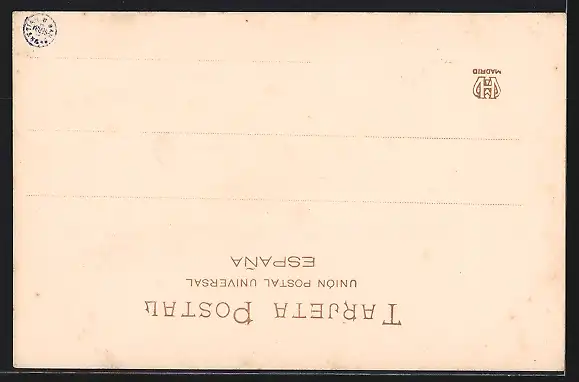 TARJETA POSTAL
UNIÓN POSTAL UNIVERSAL
ESPAÑA
MADRID